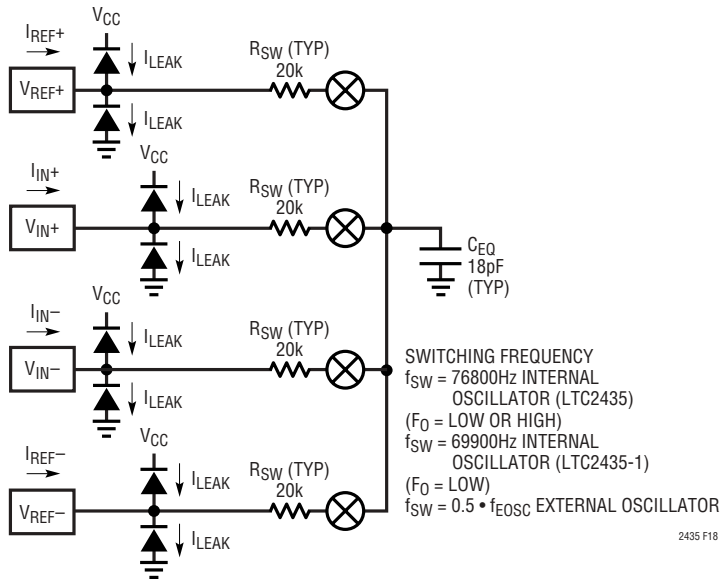 VCC
IREF+
ILEAK
RSW (TYP)
20k
VREF+
ILEAK
VCC
IIN+
ILEAK
RSW (TYP)
20k
VIN+
ILEAK
CEQ
18pF
(TYP)
VCC
IIN–
ILEAK
RSW (TYP)
20k
VIN–
ILEAK
SWITCHING FREQUENCY
fSW = 76800Hz INTERNAL
OSCILLATOR (LTC2435)
(FO = LOW OR HIGH)
fSW = 69900Hz INTERNAL
OSCILLATOR (LTC2435-1)
(FO = LOW)
fSW = 0.5 • fEOSC EXTERNAL OSCILLATOR
VCC
IREF–
ILEAK
RSW (TYP)
20k
VREF–
ILEAK
2435 F18